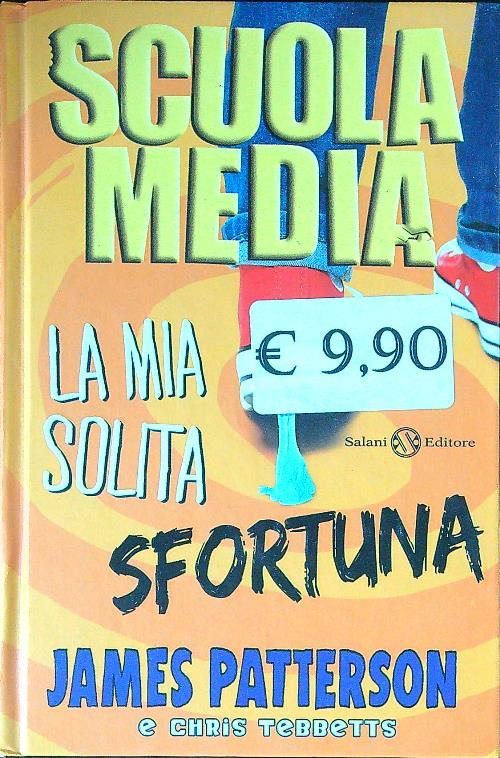 SCUOLA
MEDIA
LA MIA
SOLITA
€ 9,90
Salani Editore
SFORTUNA
JAMES PATTERSON
e CHRIS TEBBETTS